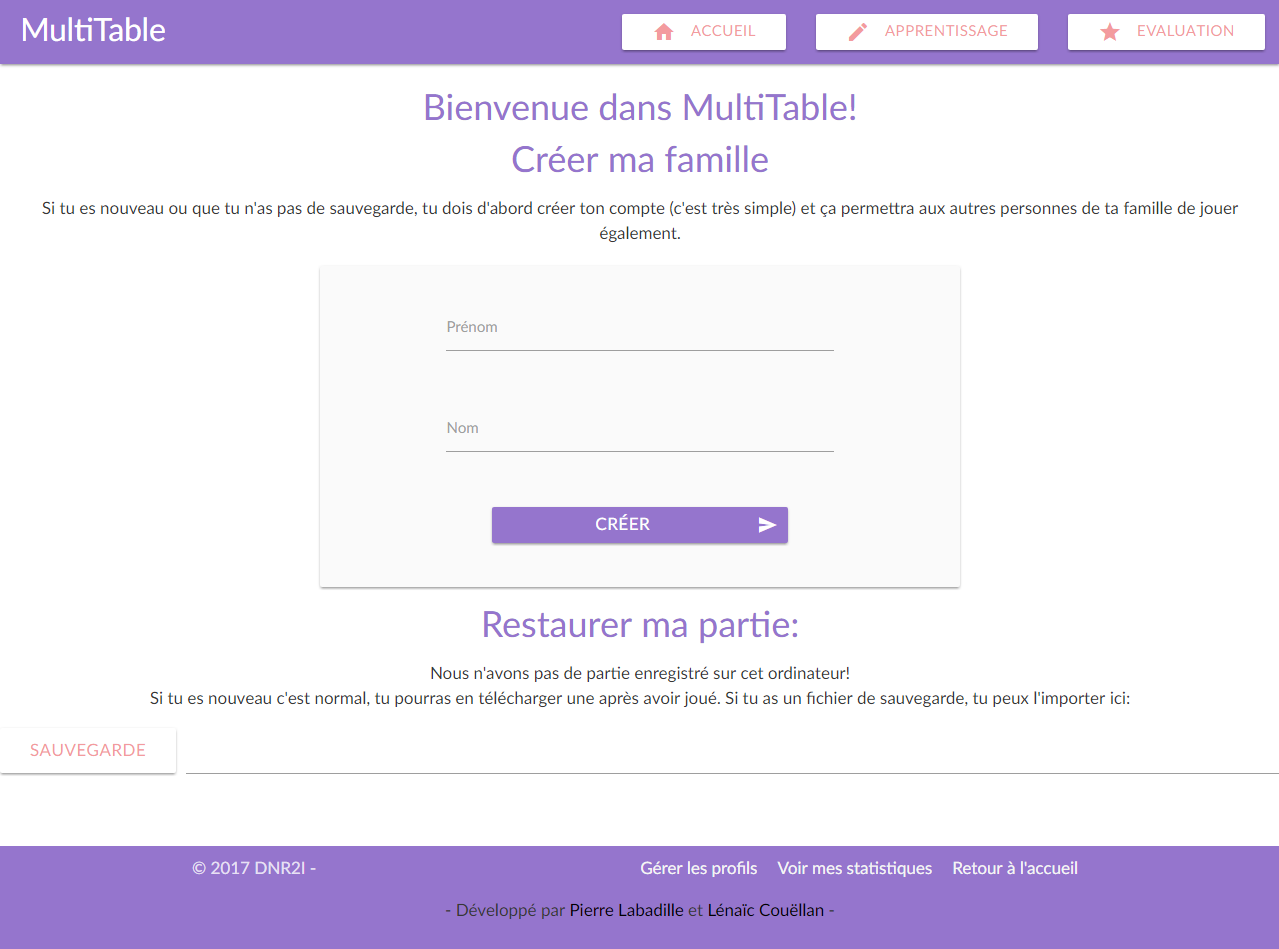 MultiTable
ACCUEIL
APPRENTISSAGE
EVALUATION
Bienvenue dans MultiTable!
Créer ma famille
Si tu es nouveau ou que tu n'as pas de sauvegarde, tu dois d'abord créer ton compte (c'est très simple) et ça permettra aux autres personnes de ta famille de jouer
également.
Prénom
Nom
CRÉER
Restaurer ma partie:
Nous n'avons pas de partie enregistré sur cet ordinateur!
Si tu es nouveau c'est normal, tu pourras en télécharger une après avoir joué. Si tu as un fichier de sauvegarde, tu peux l'importer ici:
SAUVEGARDE
© 2017 DNR2I -
Gérer les profils
Voir mes statistiques
Retour à l'accueil
- Développé par Pierre Labadille et Lénaïc Couëllan -